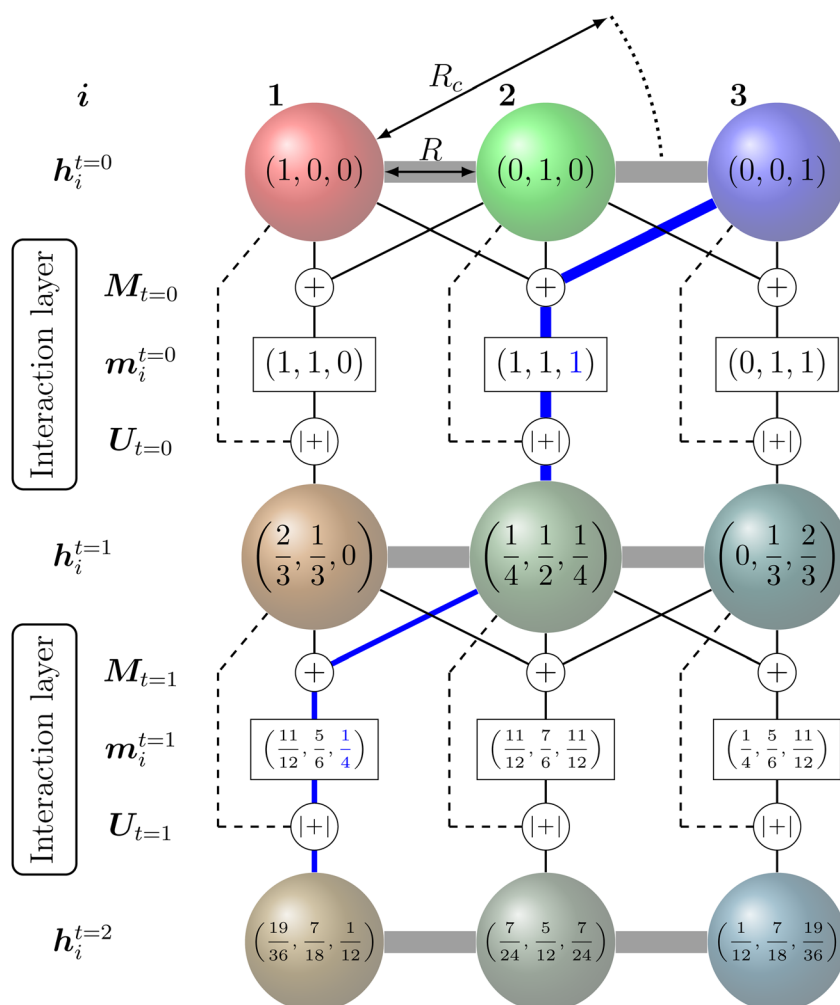 R_c
i 1 2 3
h_i^{t=0} (1, 0, 0) R (0, 1, 0) (0, 0, 1)
Interaction layer
M_{t=0} + + +
m_i^{t=0} (1, 1, 0) (1, 1, 1) (0, 1, 1)
U_{t=0} |+| |+| |+|
h_i^{t=1} (2/3, 1/3, 0) (1/4, 1/2, 1/4) (0, 1/3, 2/3)
Interaction layer
M_{t=1} + + +
m_i^{t=1} (11/12, 5/6, 1/4) (11/12, 7/6, 11/12) (1/4, 5/6, 11/12)
U_{t=1} |+| |+| |+|
h_i^{t=2} (19/36, 7/18, 1/12) (7/24, 5/12, 7/24) (1/12, 7/18, 19/36)